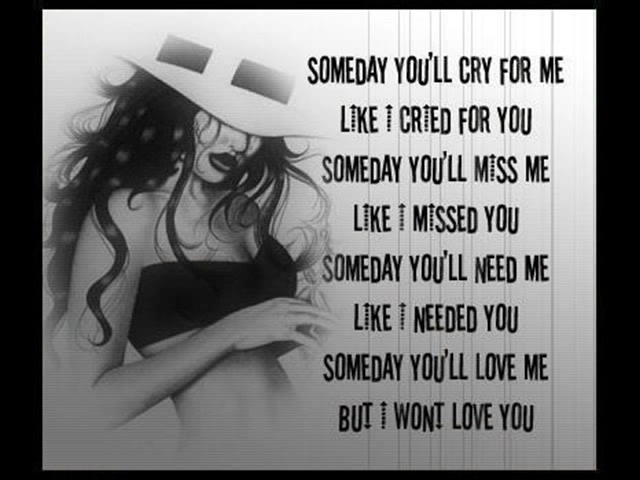 SOMEDAY YOU'LL CRY FOR ME
LIKE I CRIED FOR YOU
SOMEDAY YOU'LL MISS ME
LIKE I MISSED YOU
SOMEDAY YOU'LL NEED ME
LIKE I NEEDED YOU
SOMEDAY YOU'LL LOVE ME
BUT I WONT LOVE YOU